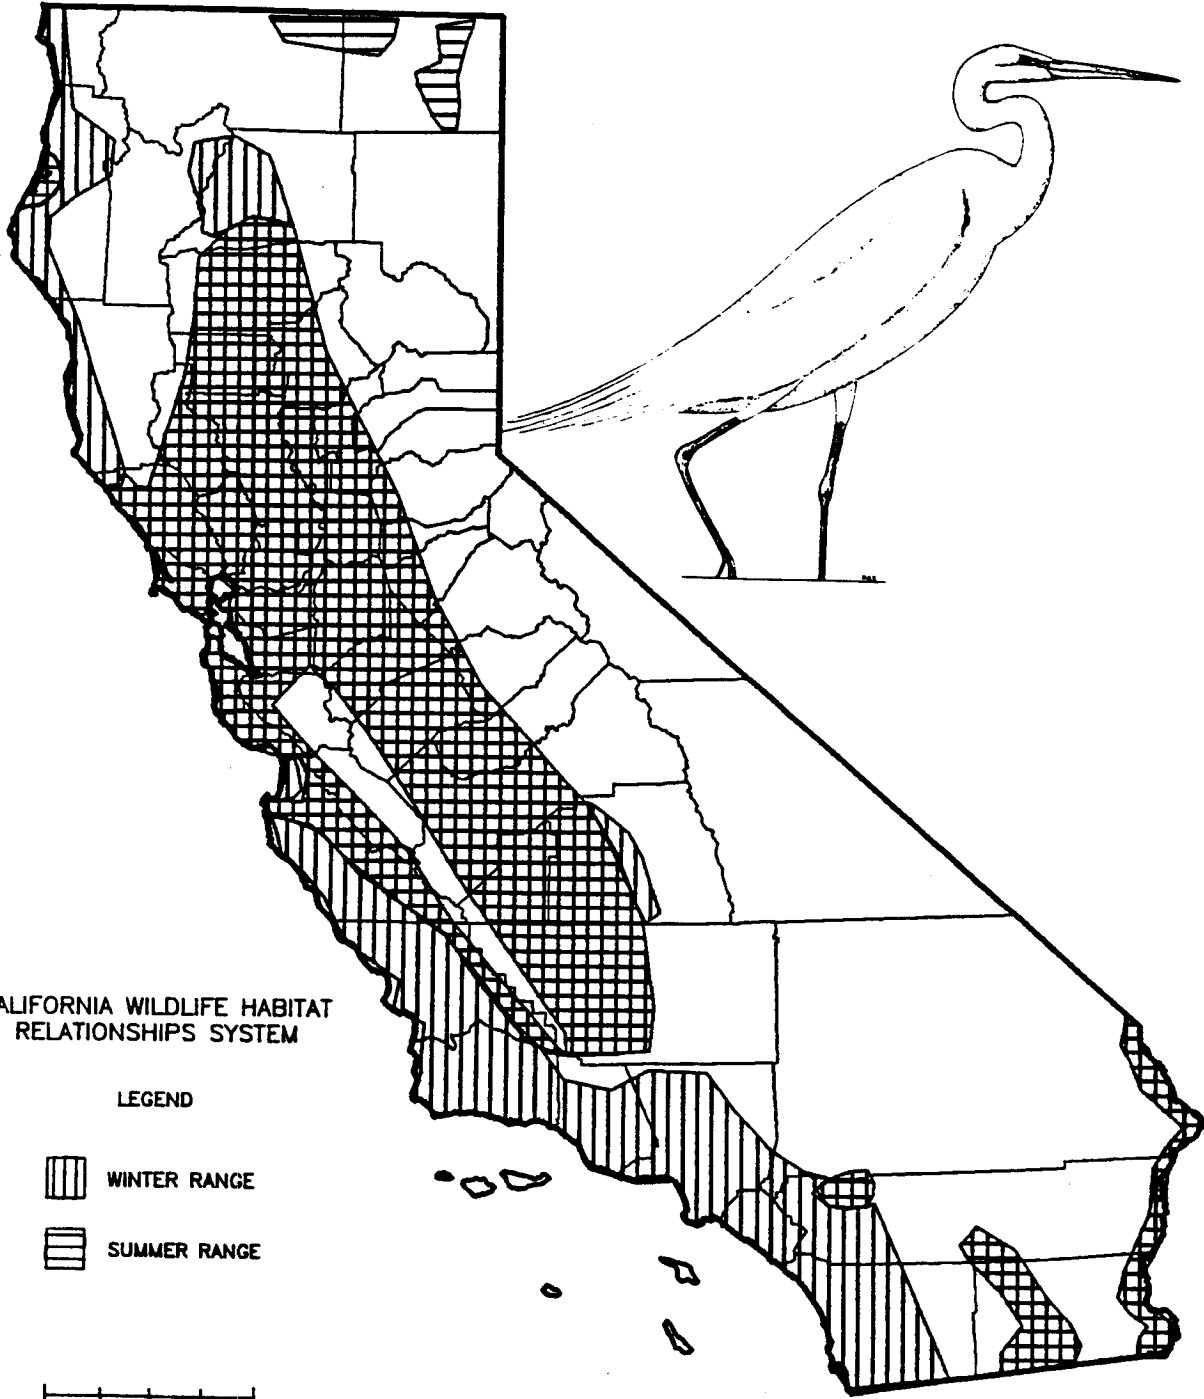 ALIFORNIA WILDLIFE HABITAT
RELATIONSHIPS SYSTEM
LEGEND
WINTER RANGE
SUMMER RANGE